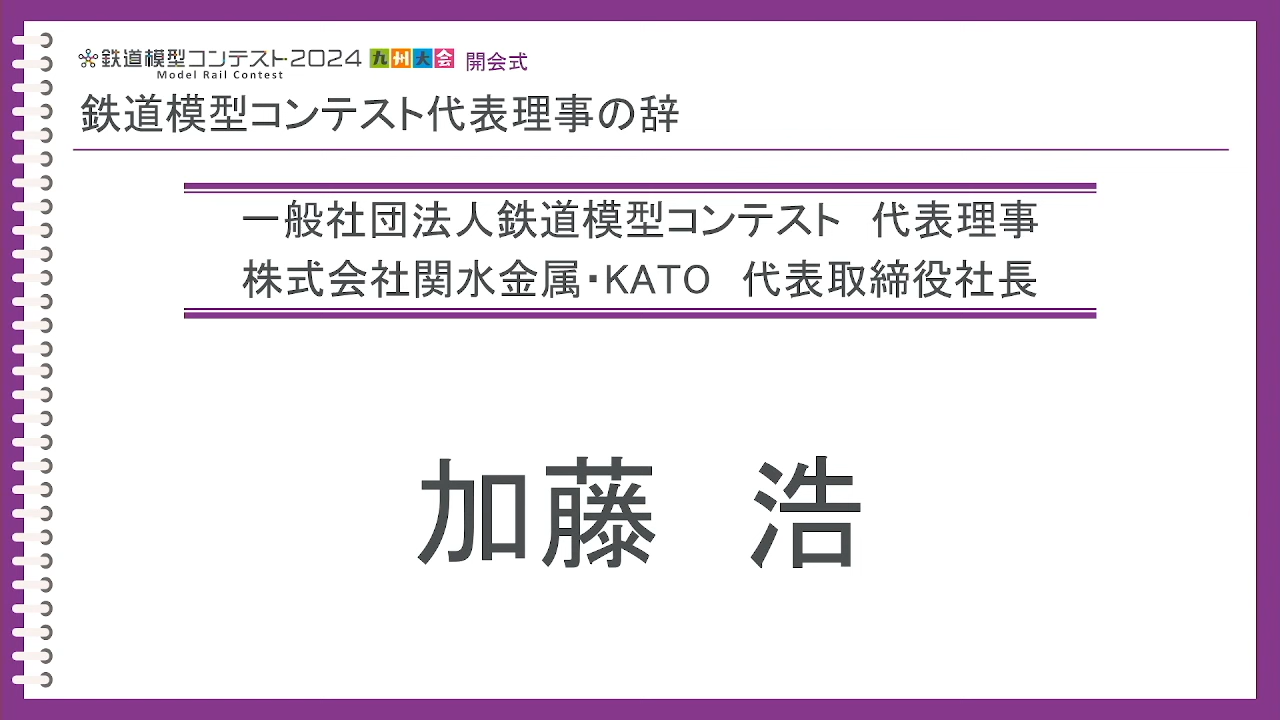 鉄道模型コンテスト2024 九州大会 開会式
Model Rail Contest
鉄道模型コンテスト代表理事の辞
一般社団法人鉄道模型コンテスト　代表理事
株式会社関水金属・KATO　代表取締役社長
加藤　浩